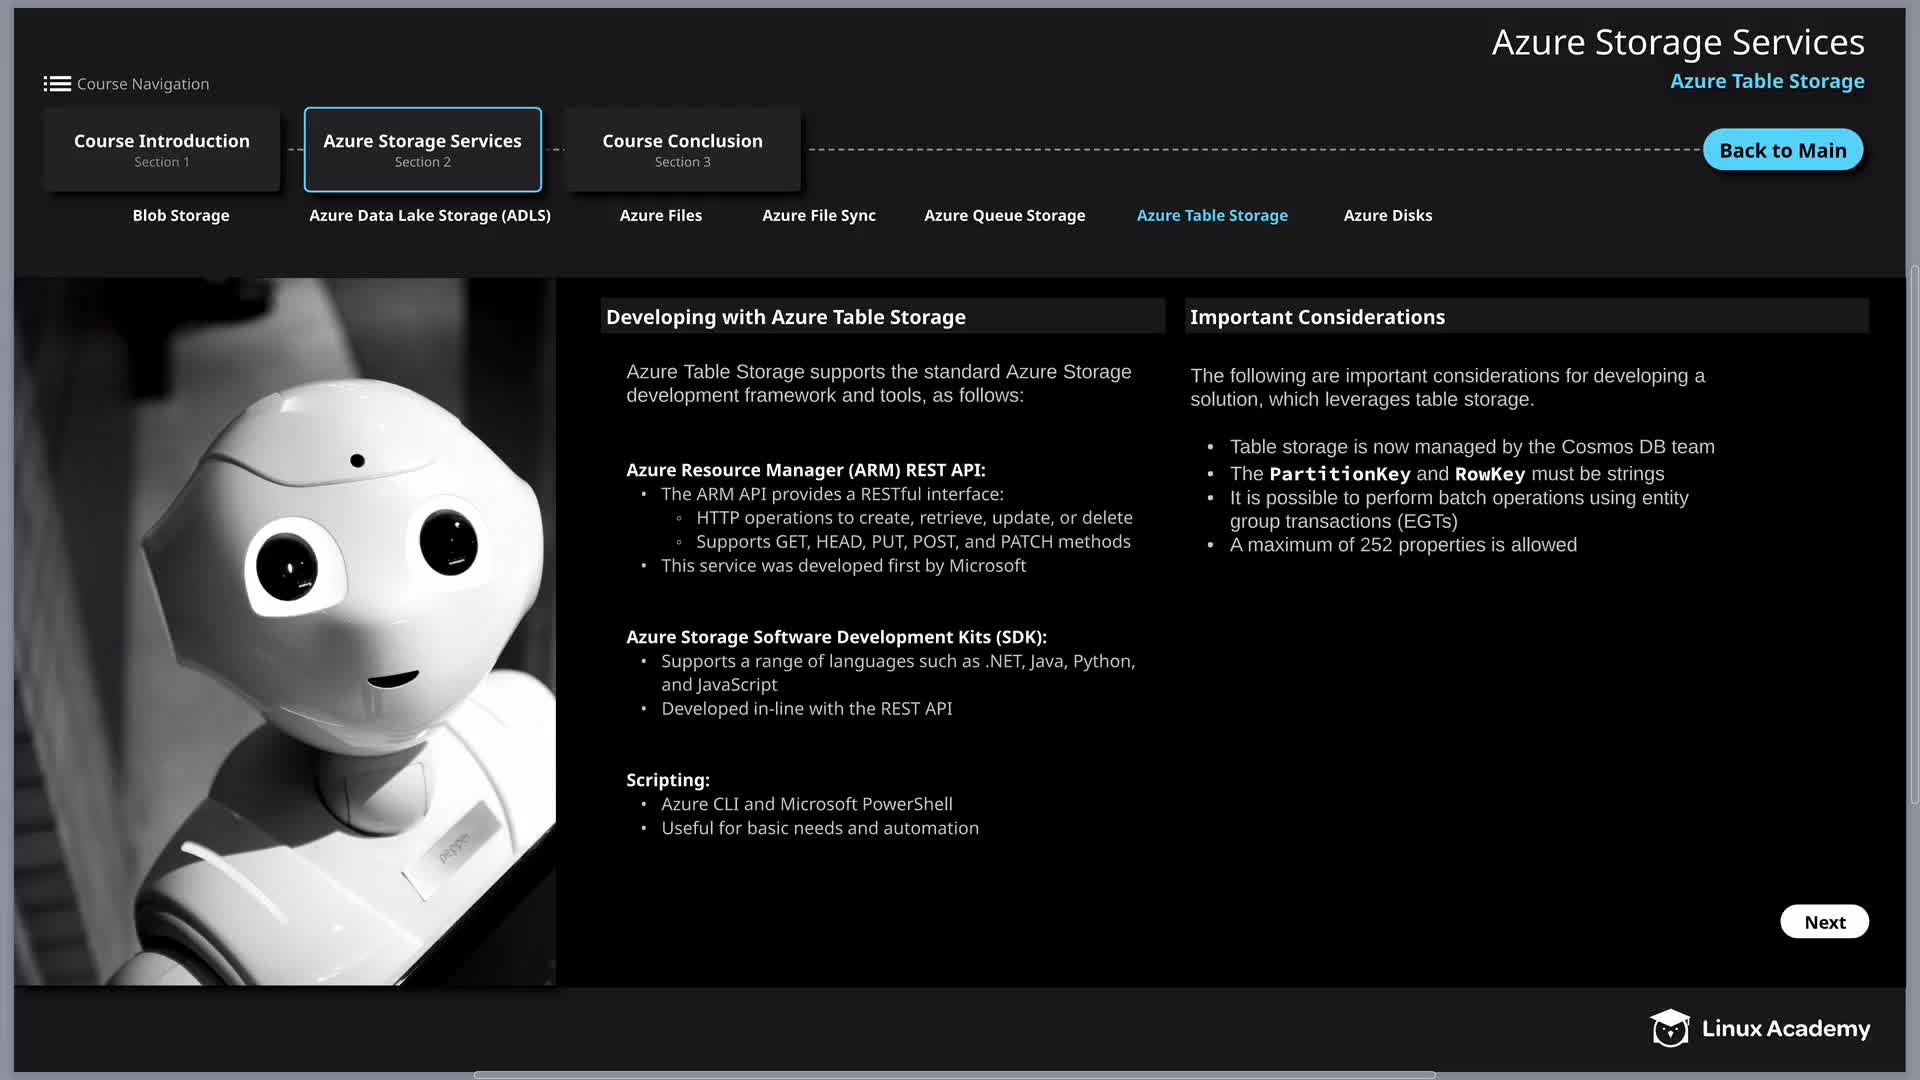 Azure Storage Services
Azure Table Storage
Course Navigation
Course Introduction
Section 1
Azure Storage Services
Section 2
Course Conclusion
Section 3
Back to Main
Blob Storage
Azure Data Lake Storage (ADLS)
Azure Files
Azure File Sync
Azure Queue Storage
Azure Table Storage
Azure Disks
Developing with Azure Table Storage
Azure Table Storage supports the standard Azure Storage
development framework and tools, as follows:
Azure Resource Manager (ARM) REST API:
• The ARM API provides a RESTful interface:
◦ HTTP operations to create, retrieve, update, or delete
◦ Supports GET, HEAD, PUT, POST, and PATCH methods
• This service was developed first by Microsoft
Azure Storage Software Development Kits (SDK):
• Supports a range of languages such as .NET, Java, Python,
and JavaScript
• Developed in-line with the REST API
Scripting:
• Azure CLI and Microsoft PowerShell
• Useful for basic needs and automation
Important Considerations
The following are important considerations for developing a
solution, which leverages table storage.
• Table storage is now managed by the Cosmos DB team
• The PartitionKey and RowKey must be strings
• It is possible to perform batch operations using entity
group transactions (EGTs)
• A maximum of 252 properties is allowed
pepper
Next
Linux Academy